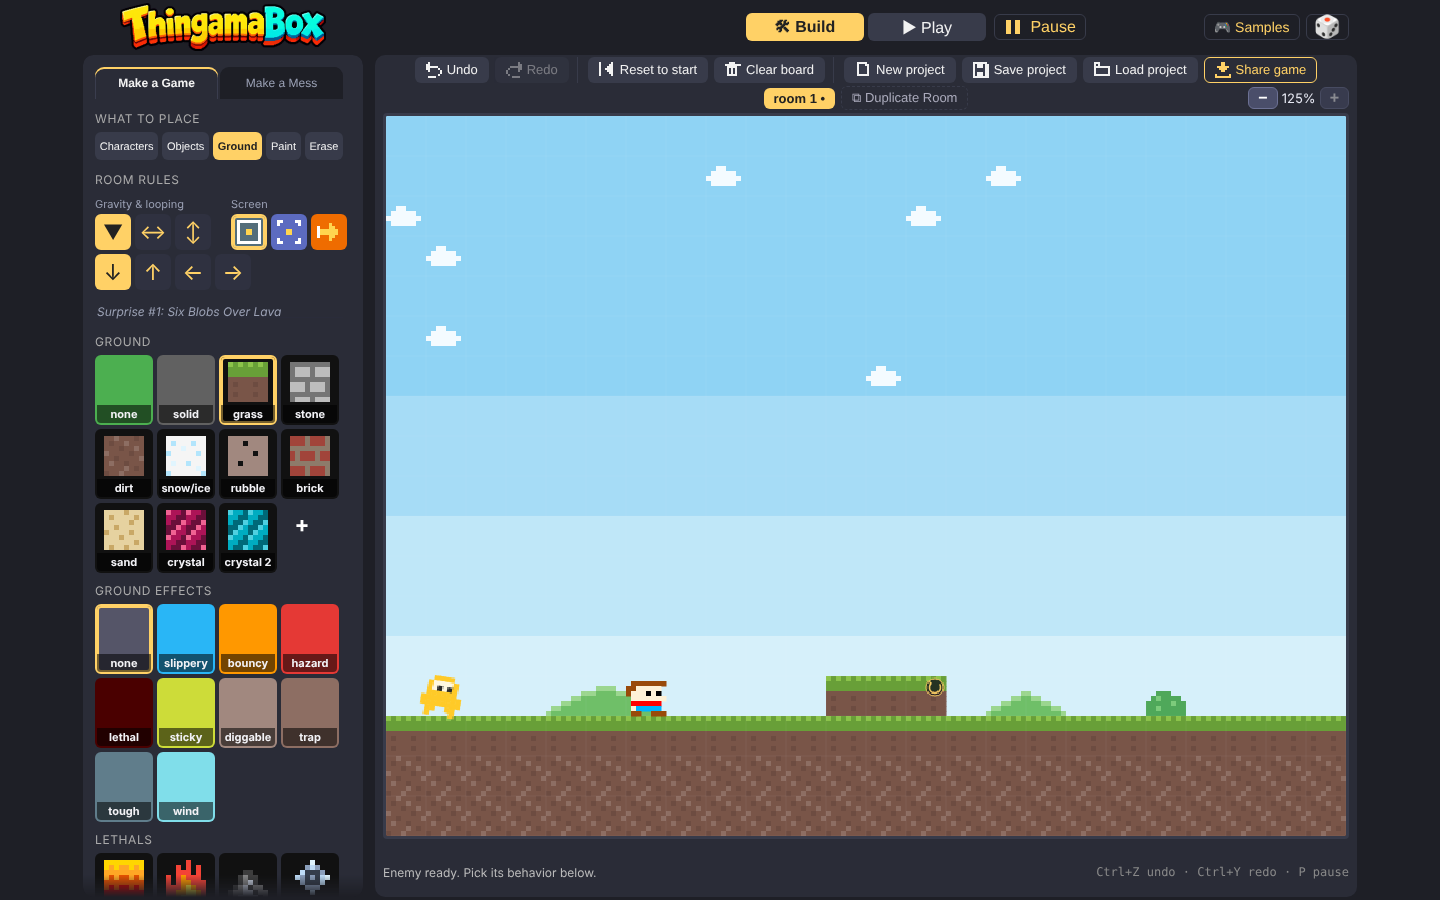 ThingamaBox
Build
Play
Pause
Samples
Make a Game
Make a Mess
Undo
Redo
Reset to start
Clear board
New project
Save project
Load project
Share game
room 1 •
Duplicate Room
− 125% +
WHAT TO PLACE
Characters
Objects
Ground
Paint
Erase
ROOM RULES
Gravity & looping
Screen
Surprise #1: Six Blobs Over Lava
GROUND
none
solid
grass
stone
dirt
snow/ice
rubble
brick
sand
crystal
crystal 2
+
GROUND EFFECTS
none
slippery
bouncy
hazard
lethal
sticky
diggable
trap
tough
wind
LETHALS
Enemy ready. Pick its behavior below.
Ctrl+Z undo · Ctrl+Y redo · P pause